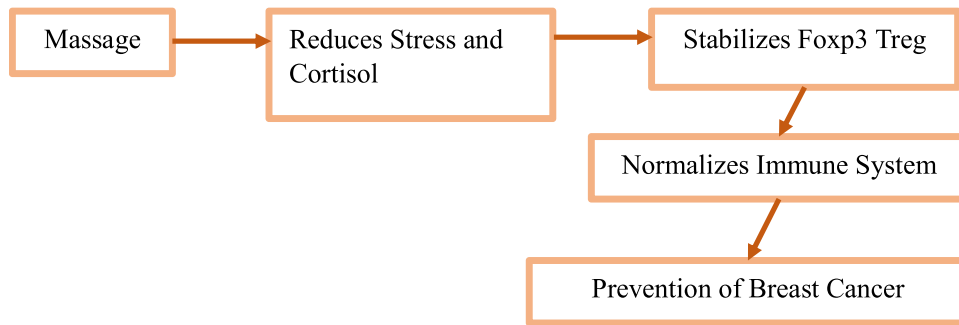 Massage
Reduces Stress and
Cortisol
Stabilizes Foxp3 Treg
Normalizes Immune System
Prevention of Breast Cancer